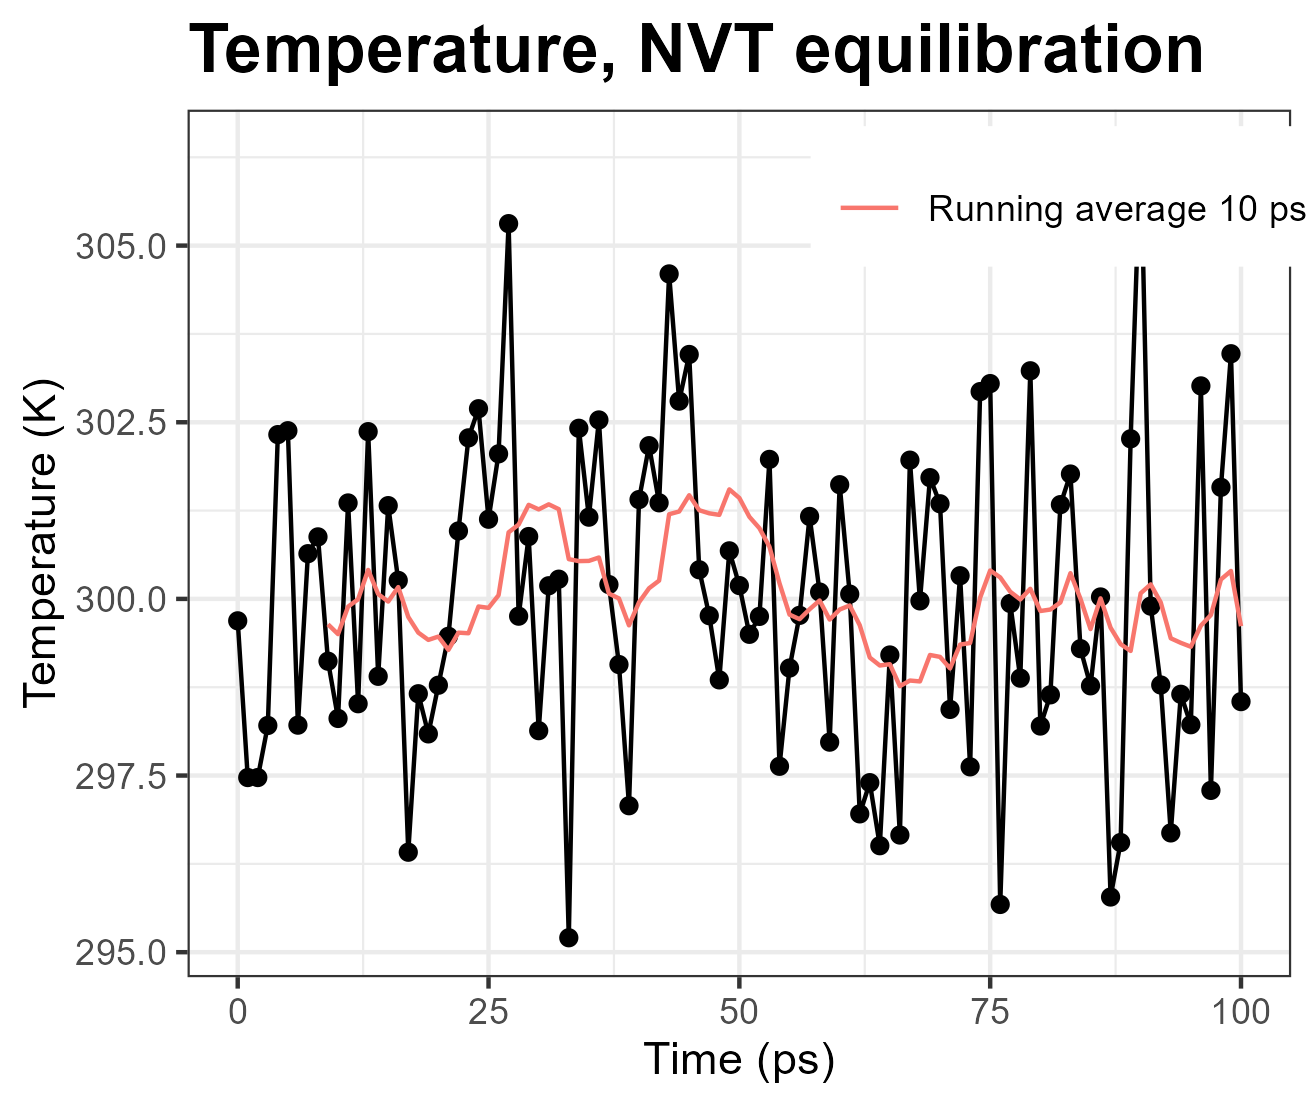 Temperature, NVT equilibration
Running average 10 ps
305.0
302.5
300.0
297.5
295.0
Temperature (K)
0 25 50 75 100
Time (ps)